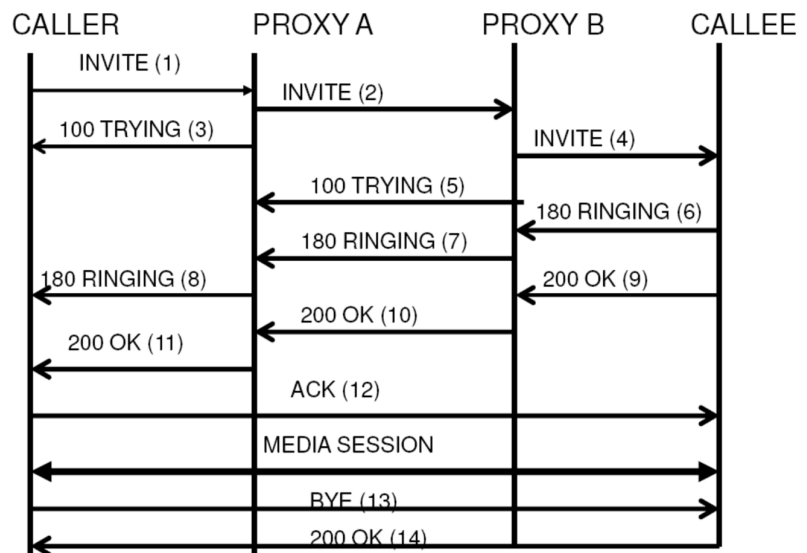 CALLER PROXY A PROXY B CALLEE
INVITE (1)
INVITE (2)
100 TRYING (3)
INVITE (4)
100 TRYING (5)
180 RINGING (6)
180 RINGING (7)
180 RINGING (8)
200 OK (9)
200 OK (10)
200 OK (11)
ACK (12)
MEDIA SESSION
BYE (13)
200 OK (14)